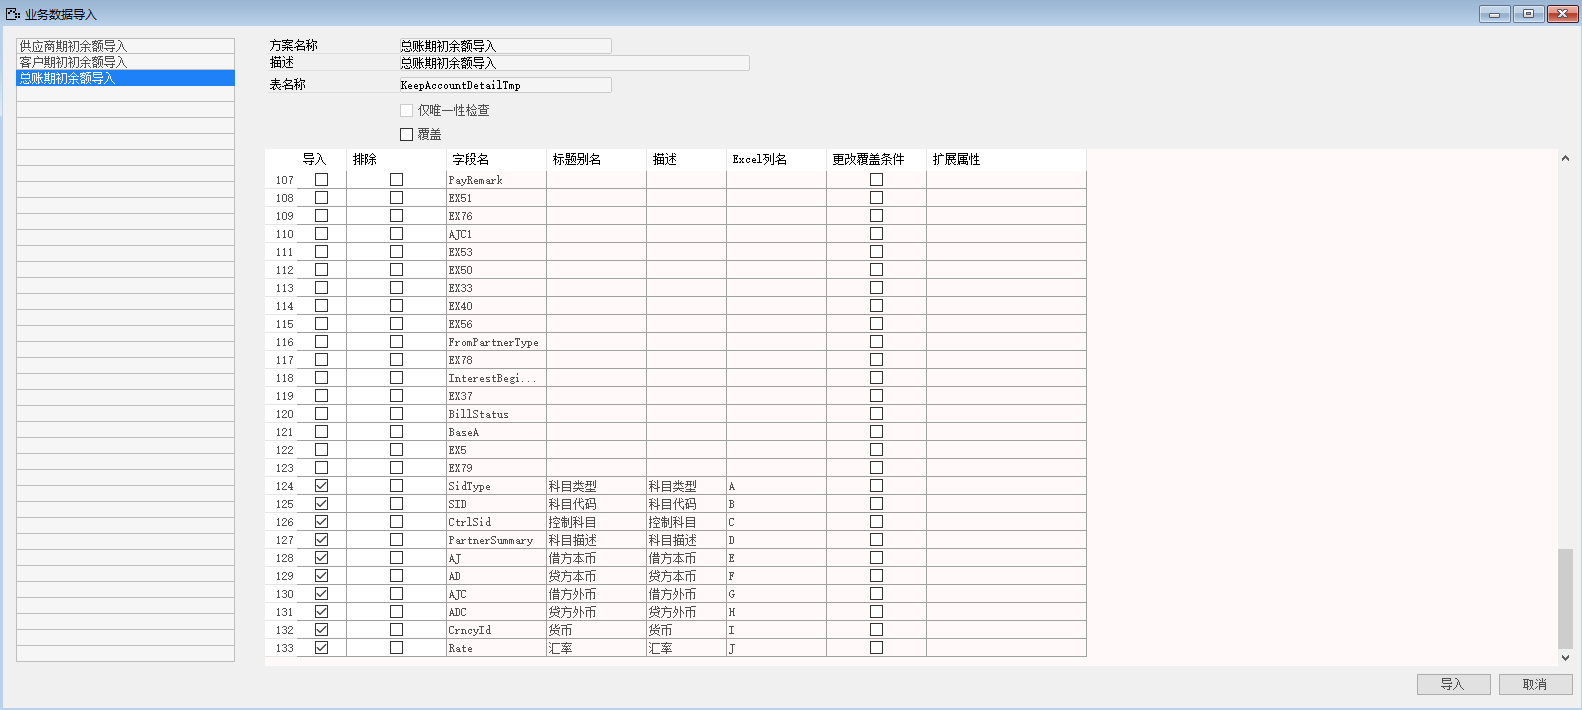 业务数据导入
供应商期初余额导入
客户期初初余额导入
总账期初余额导入
方案名称 总账期初余额导入
描述 总账期初余额导入
表名称 KeepAccountDetailTmp
仅唯一性检查
覆盖
导入 排除 字段名 标题别名 描述 Excel列名 更改覆盖条件 扩展属性
107 PayRemark
108 EX51
109 EX76
110 AJC1
111 EX53
112 EX50
113 EX33
114 EX40
115 EX56
116 FromPartnerType
117 EX78
118 InterestBegi...
119 EX37
120 BillStatus
121 BaseA
122 EX5
123 EX79
124 SidType 科目类型 科目类型 A
125 SID 科目代码 科目代码 B
126 CtrlSid 控制科目 控制科目 C
127 PartnerSummary 科目描述 科目描述 D
128 AJ 借方本币 借方本币 E
129 AD 贷方本币 贷方本币 F
130 AJC 借方外币 借方外币 G
131 ADC 贷方外币 贷方外币 H
132 CrncyId 货币 货币 I
133 Rate 汇率 汇率 J
导入 取消